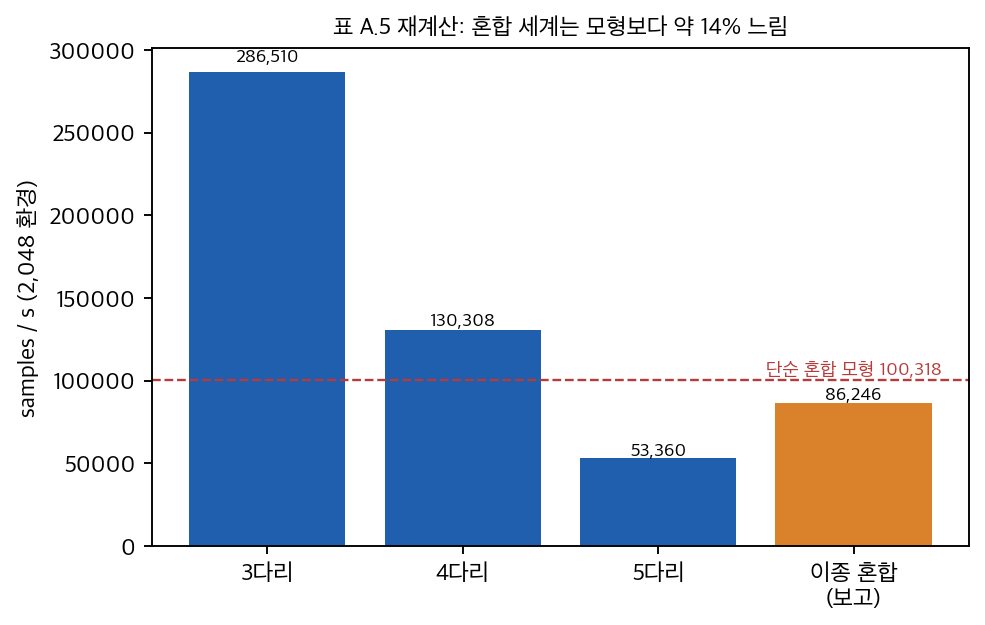 표 A.5 재계산: 혼합 세계는 모형보다 약 14% 느림
samples / s (2,048 환경)
300000
250000
200000
150000
100000
50000
0
286,510
130,308
53,360
86,246
단순 혼합 모형 100,318
3다리
4다리
5다리
이종 혼합
(보고)